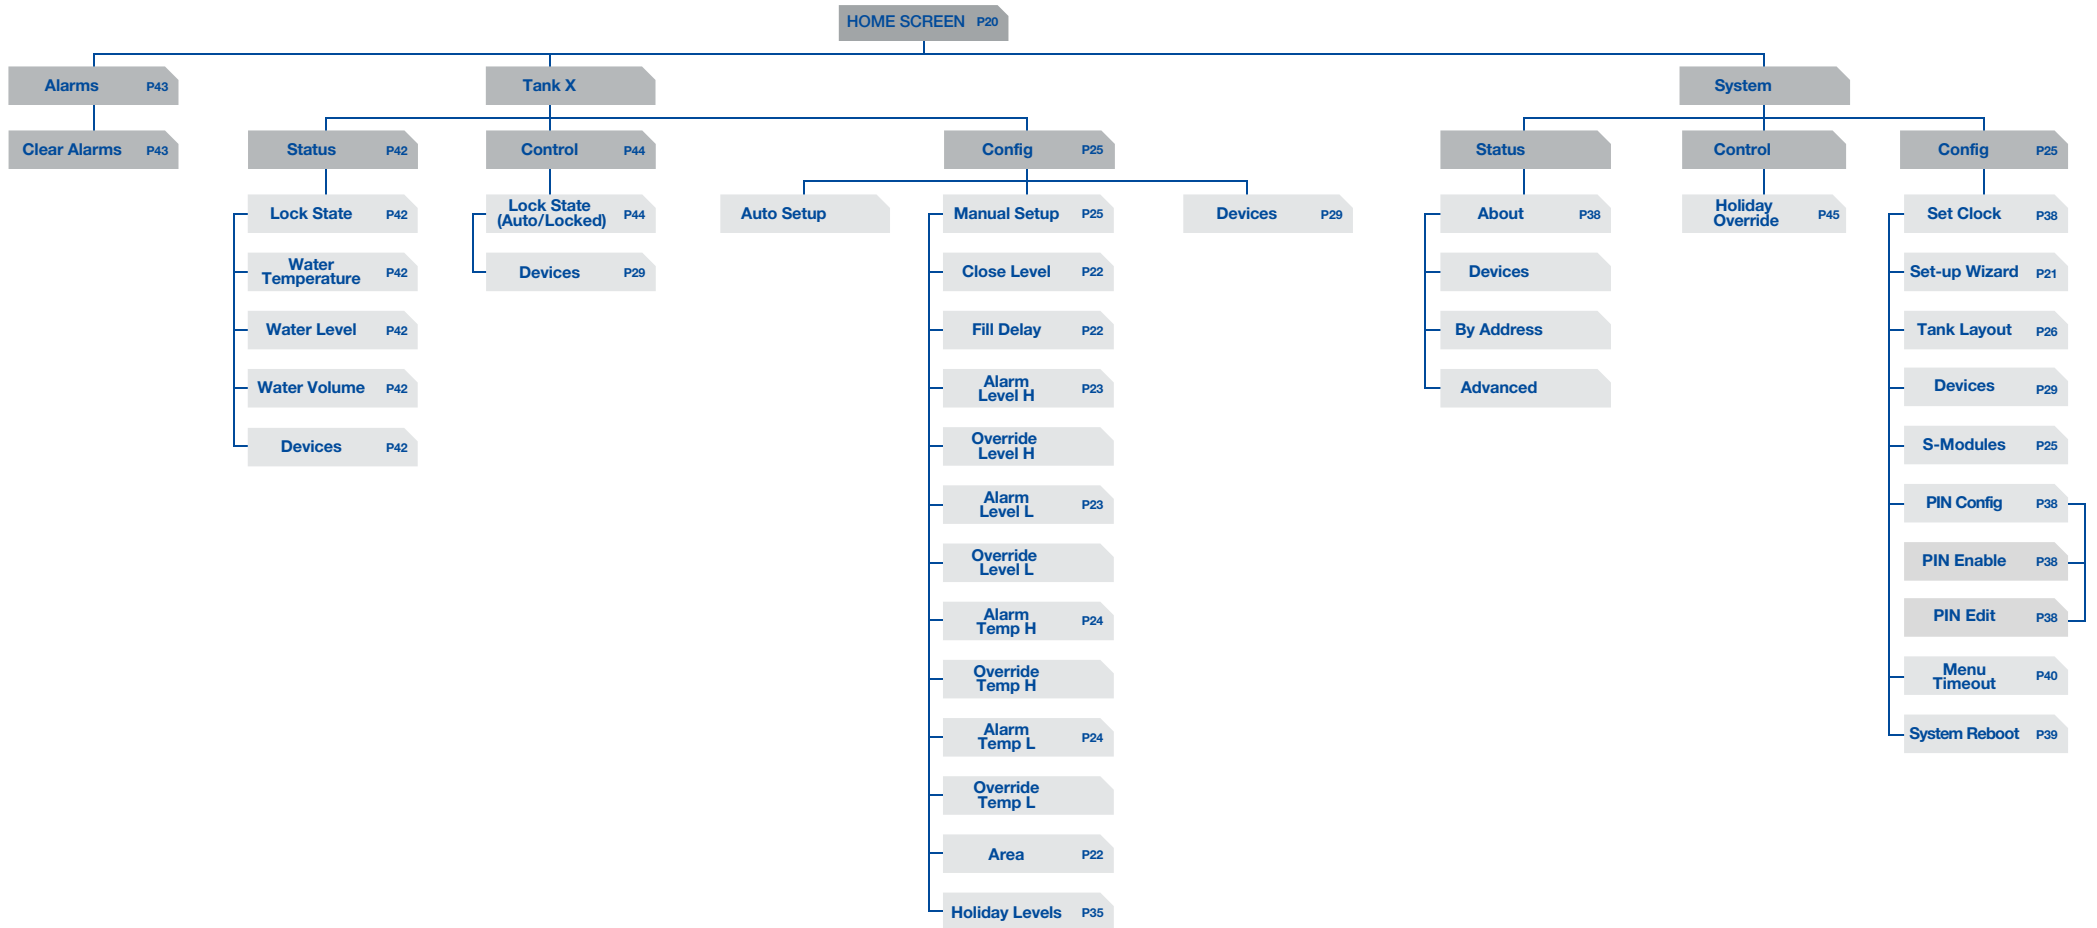 HOME SCREEN P20
Alarms P43
Tank X
System
Clear Alarms P43
Status P42
Control P44
Config P25
Status
Control
Config P25
Lock State P42
Water
Temperature P42
Water Level P42
Water Volume P42
Devices P42
Lock State
(Auto/Locked) P44
Devices P29
Auto Setup
Manual Setup P25
Close Level P22
Fill Delay P22
Alarm
Level H P23
Override
Level H
Alarm
Level L P23
Override
Level L
Alarm
Temp H P24
Override
Temp H
Alarm
Temp L P24
Override
Temp L
Area P22
Holiday Levels P35
Devices P29
About P38
Devices
By Address
Advanced
Holiday
Override P45
Set Clock P38
Set-up Wizard P21
Tank Layout P26
Devices P29
S-Modules P25
PIN Config P38
PIN Enable P38
PIN Edit P38
Menu
Timeout P40
System Reboot P39